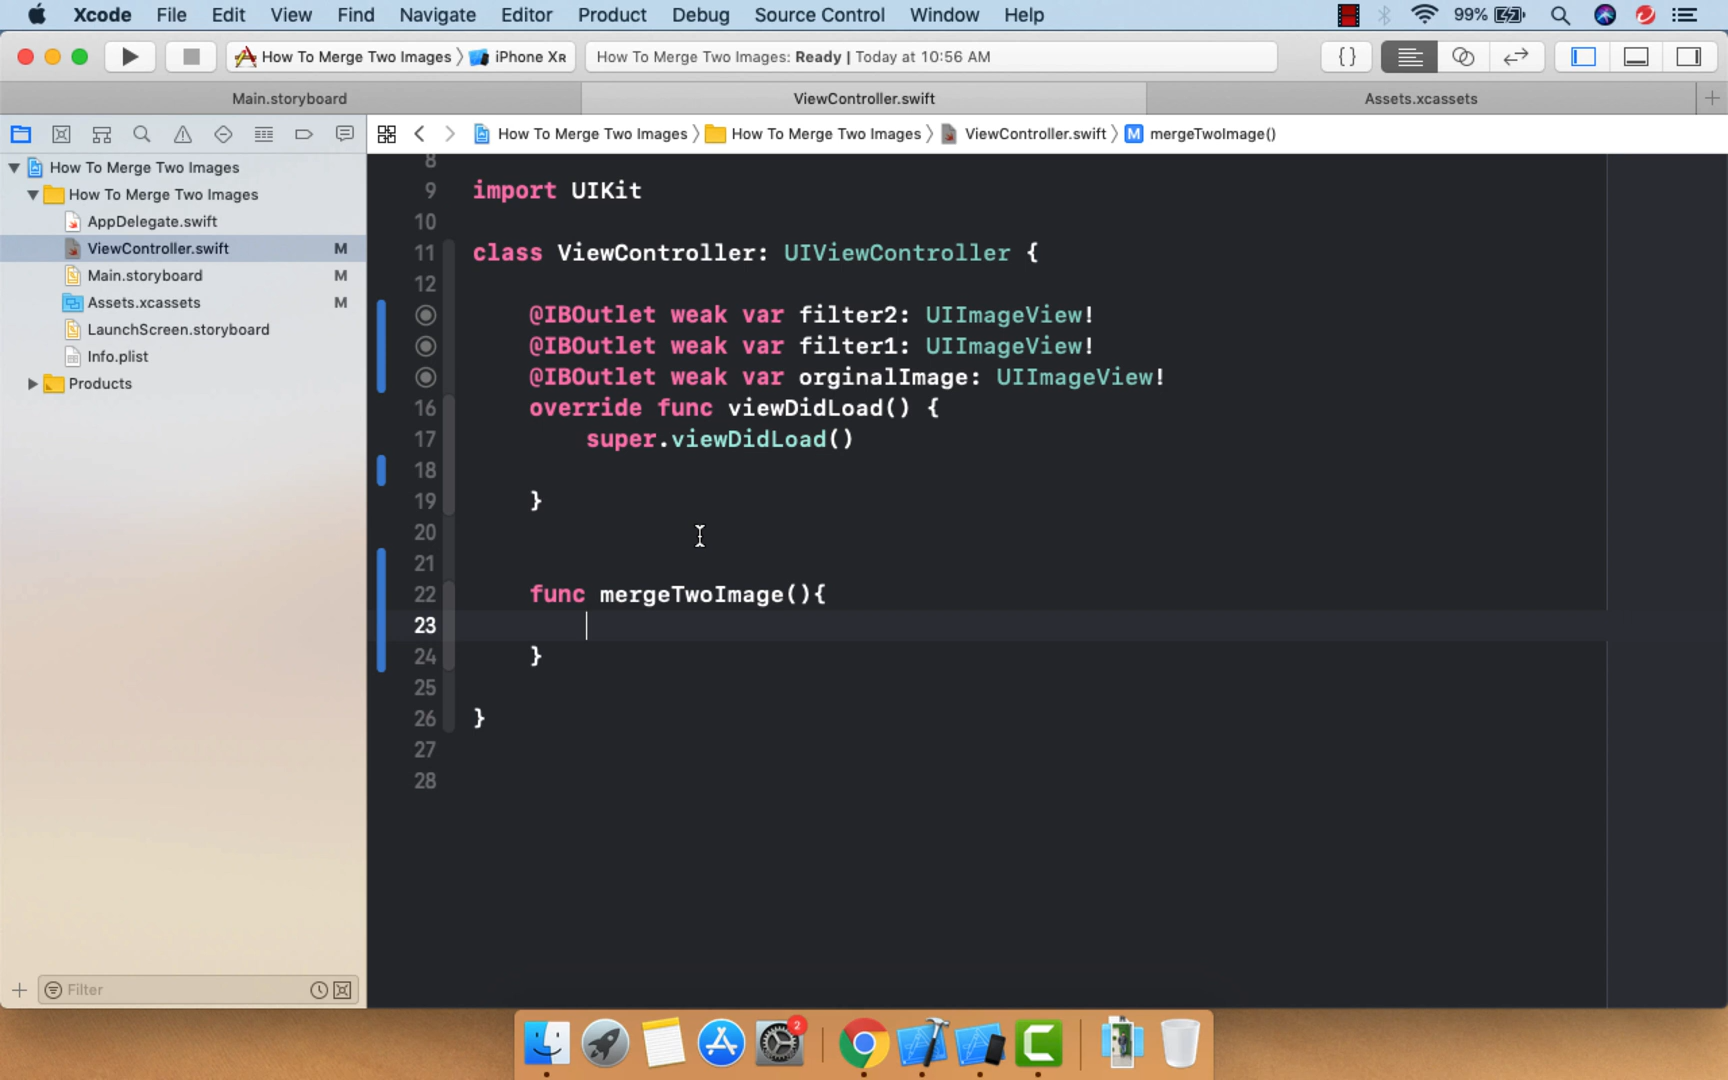 Xcode File Edit View Find Navigate Editor Product Debug Source Control Window Help 99%
How To Merge Two Images iPhone XR How To Merge Two Images: Ready | Today at 10:56 AM
Main.storyboard ViewController.swift Assets.xcassets
How To Merge Two Images How To Merge Two Images ViewController.swift M mergeTwoImage()
How To Merge Two Images
How To Merge Two Images
AppDelegate.swift
ViewController.swift M
Main.storyboard M
Assets.xcassets M
LaunchScreen.storyboard
Info.plist
Products
8
9 import UIKit
10
11 class ViewController: UIViewController {
12
@IBOutlet weak var filter2: UIImageView!
@IBOutlet weak var filter1: UIImageView!
@IBOutlet weak var orginalImage: UIImageView!
16 override func viewDidLoad() {
17 super.viewDidLoad()
18
19 }
20
21
22 func mergeTwoImage(){
23
24 }
25
26 }
27
28
Filter
2